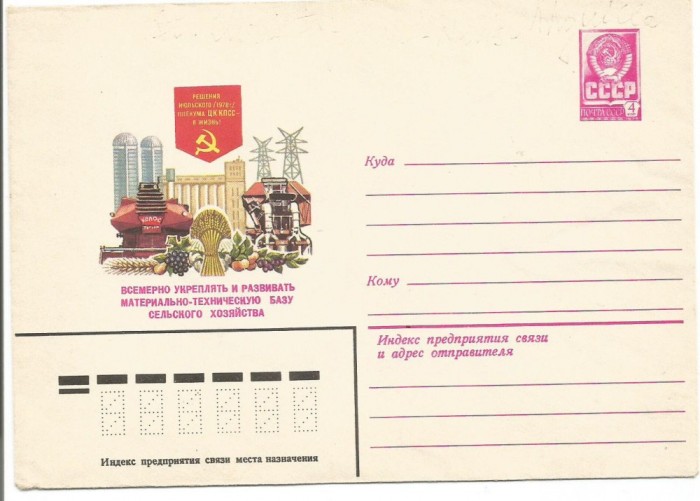 РЕШЕНИЯ
ИЮЛЬСКОГО (1978г.)
ПЛЕНУМА ЦК КПСС-
В ЖИЗНЬ!
ВСЕМЕРНО УКРЕПЛЯТЬ И РАЗВИВАТЬ
МАТЕРИАЛЬНО-ТЕХНИЧЕСКУЮ БАЗУ
СЕЛЬСКОГО ХОЗЯЙСТВА
СССР
ПОЧТА СССР 4
Куда
Кому
Индекс предприятия связи
и адрес отправителя
Индекс предприятия связи места назначения